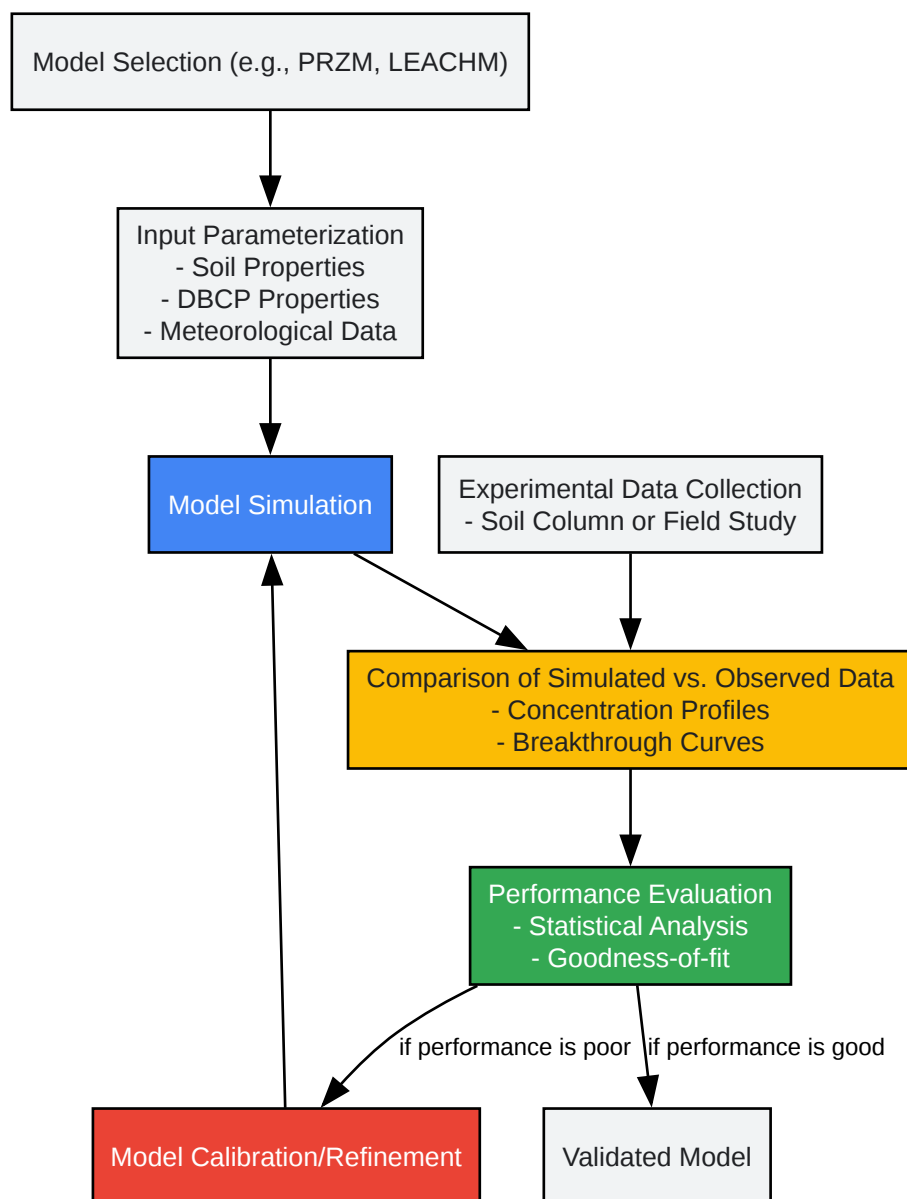 Model Selection (e.g., PRZM, LEACHM)
Input Parameterization
- Soil Properties
- DBCP Properties
- Meteorological Data
Model Simulation
Experimental Data Collection
- Soil Column or Field Study
Comparison of Simulated vs. Observed Data
- Concentration Profiles
- Breakthrough Curves
Performance Evaluation
- Statistical Analysis
- Goodness-of-fit
if performance is poor
if performance is good
Model Calibration/Refinement
Validated Model